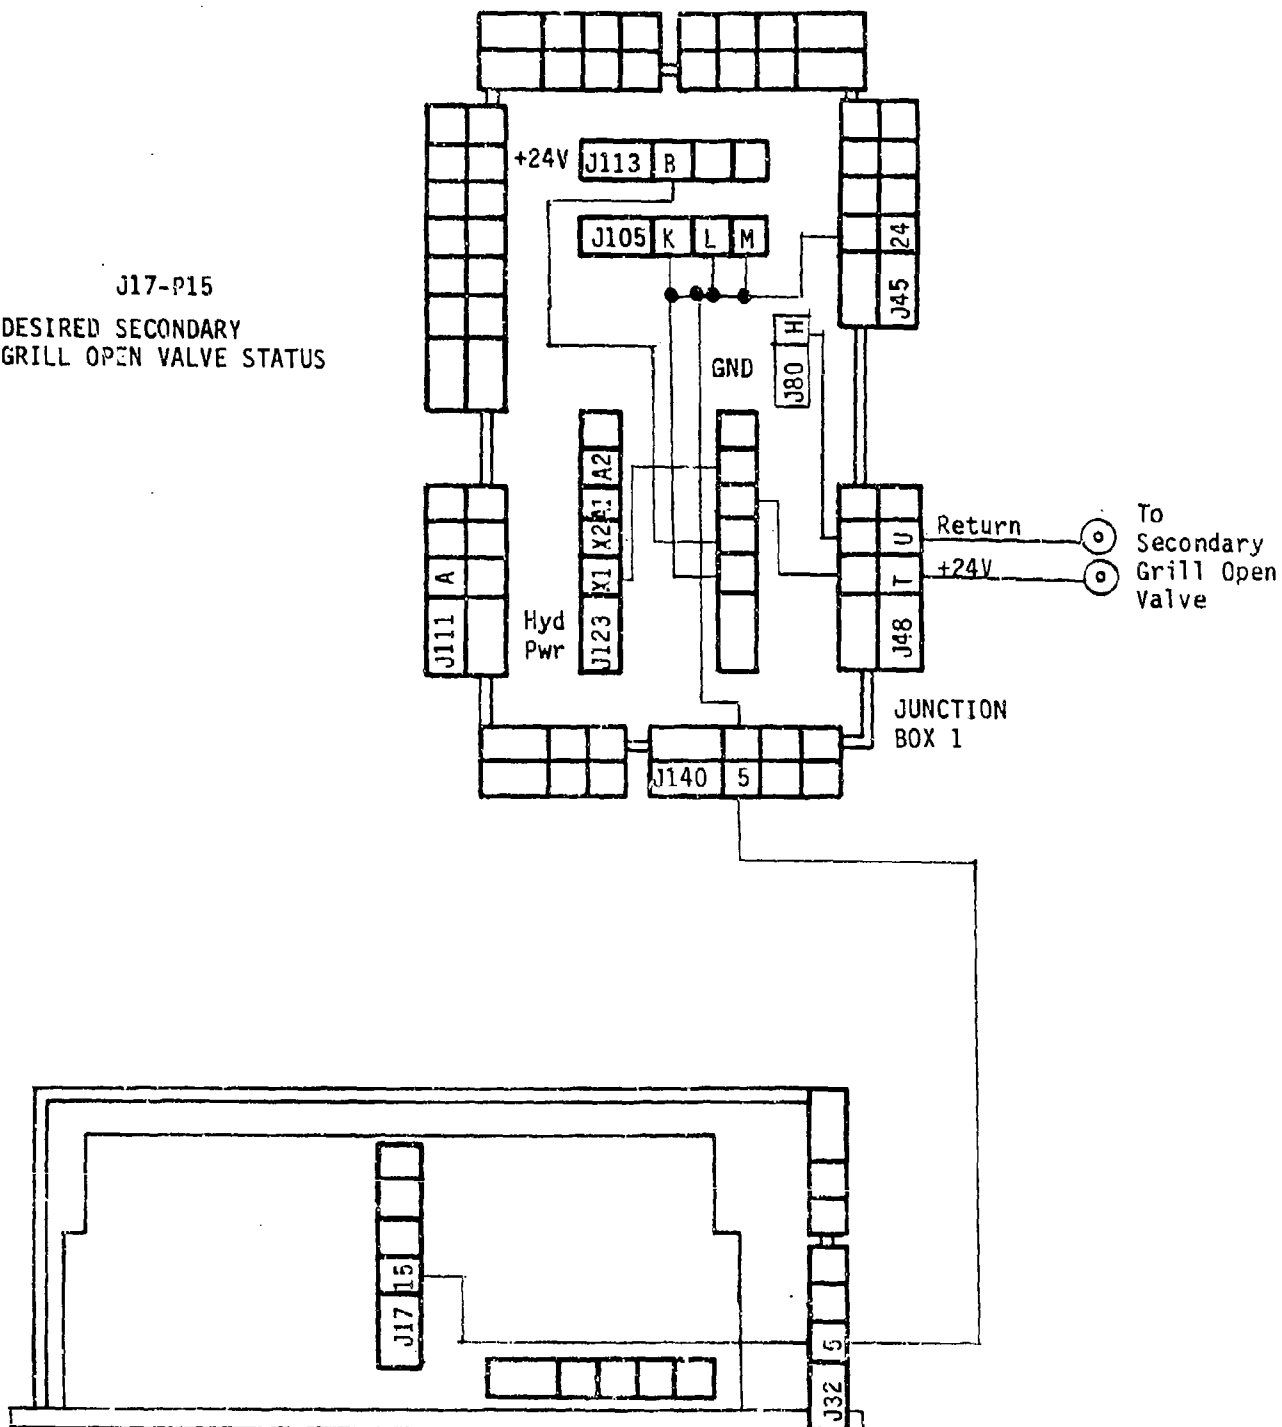 +24V J113 B
J105 K L M
24
J45
J17-P15
DESIRED SECONDARY
GRILL OPEN VALVE STATUS
H
J80
GND
A2
A1
X2
X1
J123
Hyd
Pwr
A
J111
U
T
J48
Return
+24V
To
Secondary
Grill Open
Valve
JUNCTION
BOX 1
J140 5
15
J17
5
J32